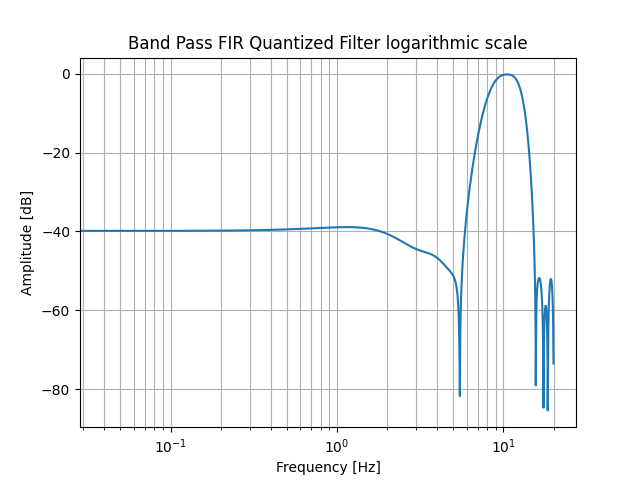 Band Pass FIR Quantized Filter logarithmic scale
0
−20
−40
−60
−80
Amplitude [dB]
10⁻¹
10⁰
10¹
Frequency [Hz]